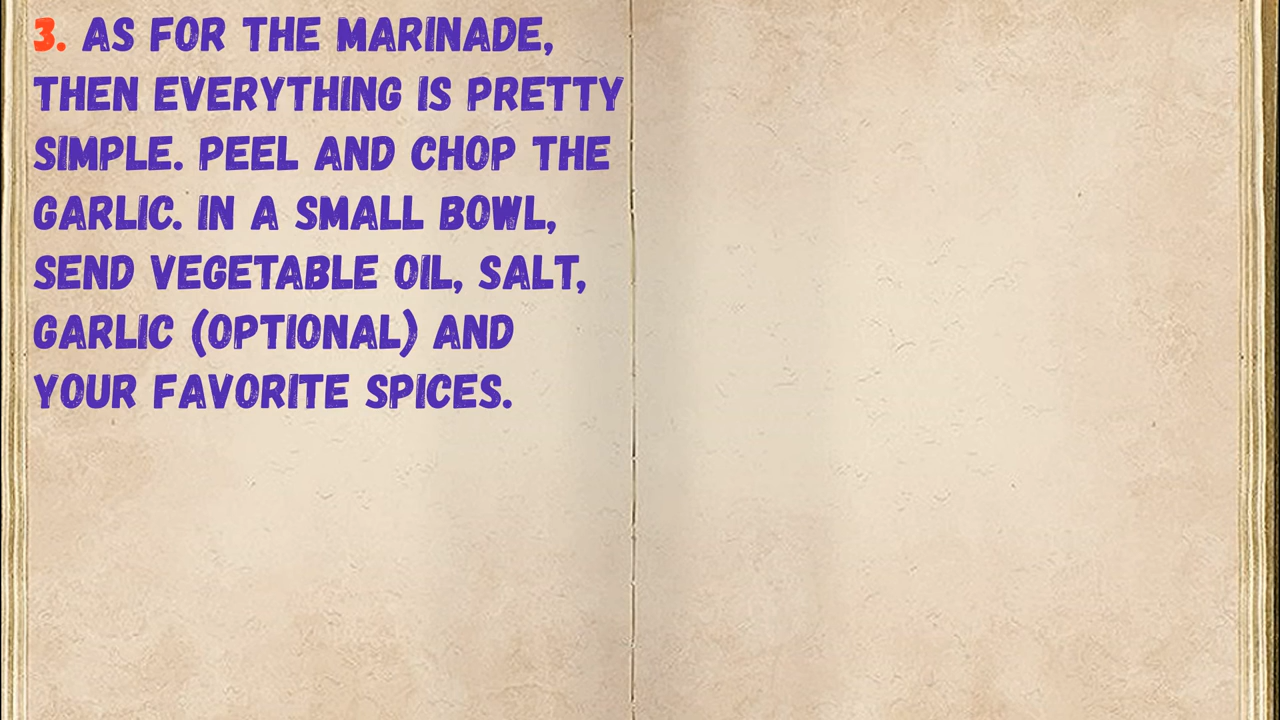 3. AS FOR THE MARINADE,
THEN EVERYTHING IS PRETTY
SIMPLE. PEEL AND CHOP THE
GARLIC. IN A SMALL BOWL,
SEND VEGETABLE OIL, SALT,
GARLIC (OPTIONAL) AND
YOUR FAVORITE SPICES.